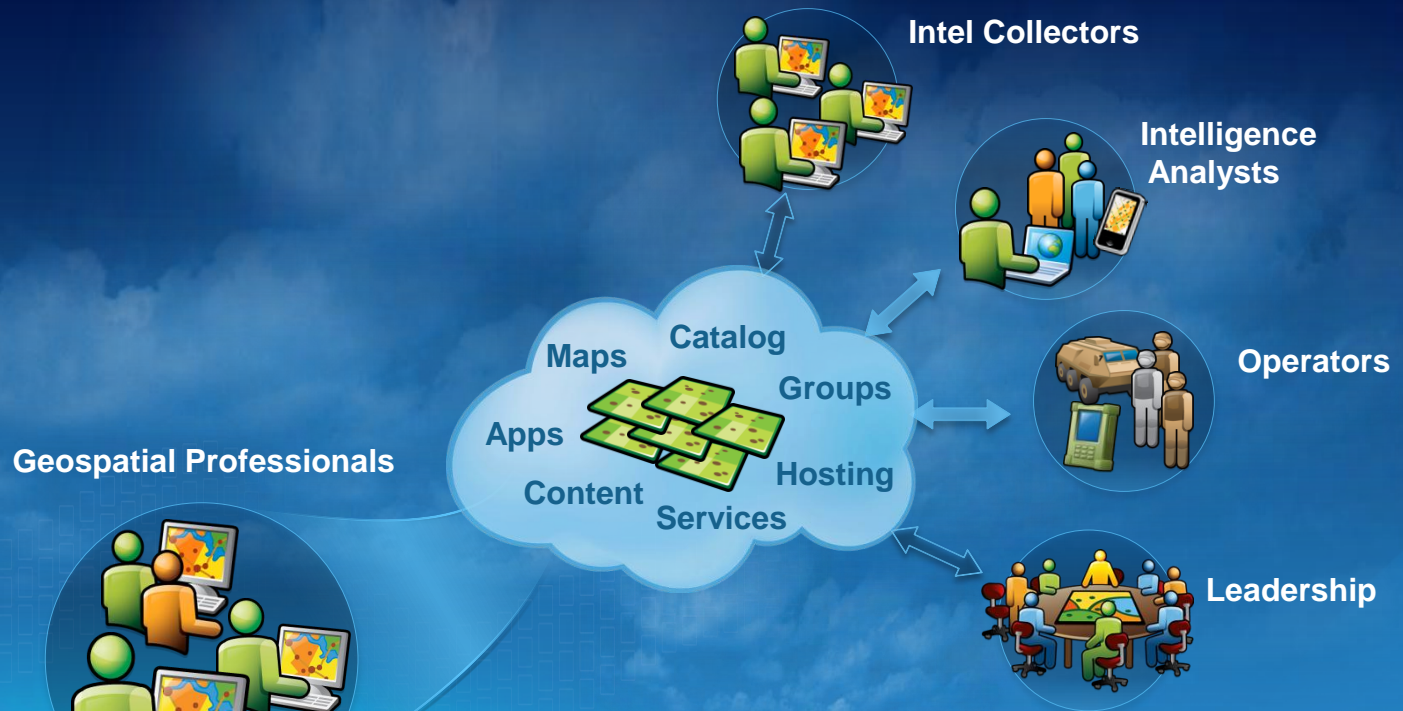 Intel Collectors
Intelligence
Analysts
Catalog
Maps
Groups
Operators
Apps
Geospatial Professionals
Hosting
Content
Services
Leadership